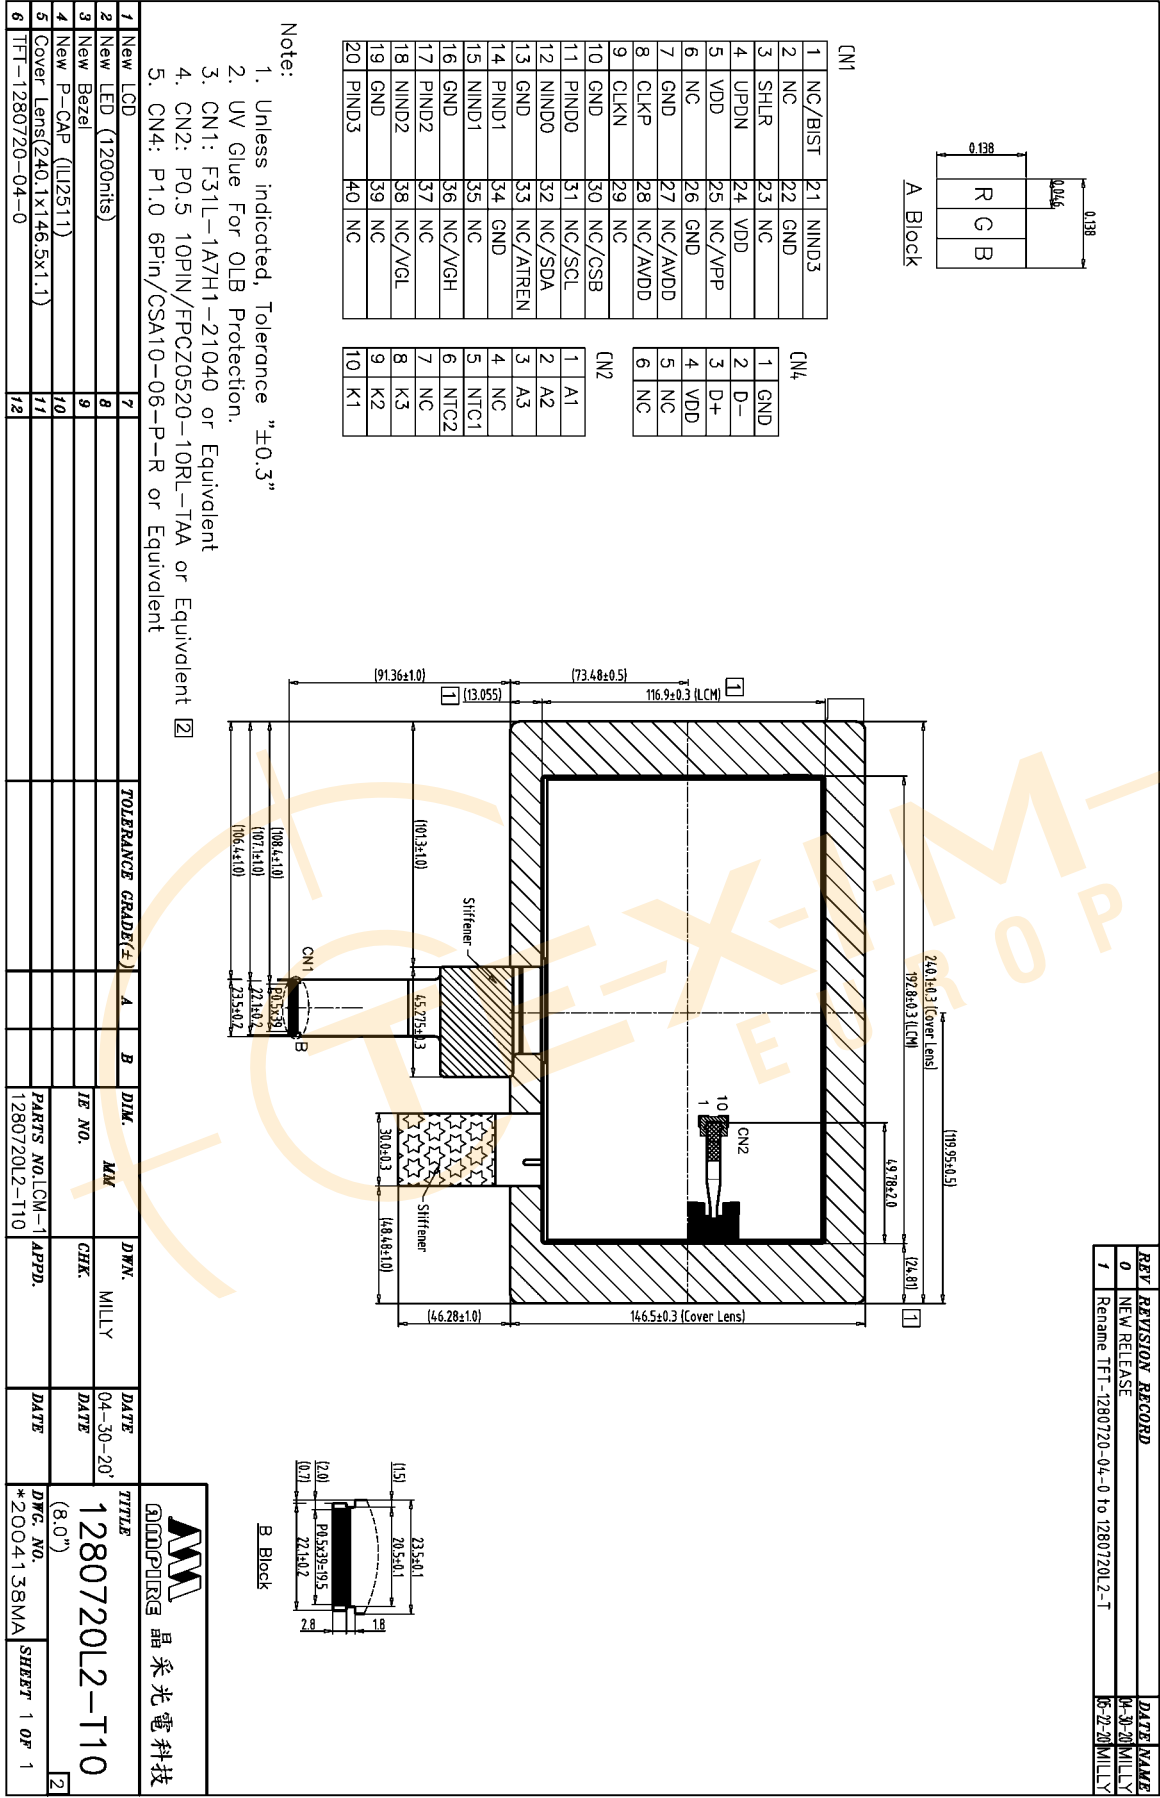 REV REVISION RECORD DATE NAME
0 NEW RELEASE 04-30-20' MILLY
1 Rename TFT-1280720-04-0 to 1280720L2-T 05-22-20' MILLY
0.138
0.046
0.138
R G B
A Block
CN1
1 NC/BIST 21 NIND3
2 NC 22 GND
3 SHLR 23 NC
4 UPDN 24 VDD
5 VDD 25 NC/VPP
6 NC 26 GND
7 GND 27 NC/AVDD
8 CLKP 28 NC/AVDD
9 CLKN 29 NC
10 GND 30 NC/CSB
11 PIND0 31 NC/SCL
12 NIND0 32 NC/SDA
13 GND 33 NC/ATREN
14 PIND1 34 GND
15 NIND1 35 NC
16 GND 36 NC/VGH
17 PIND2 37 NC
18 NIND2 38 NC/VGL
19 GND 39 NC
20 PIND3 40 NC
CN4
1 GND
2 D-
3 D+
4 VDD
5 NC
6 NC
CN2
1 A1
2 A2
3 A3
4 NC
5 NTC1
6 NTC2
7 NC
8 K3
9 K2
10 K1
(119.95±0.5)
240.1±0.3 (Cover Lens)
192.8±0.3 (LCM)
(24.81)
1
49.78±2.0
CN2
10
1
1
116.9±0.3 (LCM)
(73.48±0.5)
(13.055)
1
(91.36±1.0)
146.5±0.3 (Cover Lens)
(46.28±1.0)
Stiffener
(101.3±1.0)
45.275±0.3
30.0±0.3
(48.48±1.0)
Stiffener
CN1
B
(108.4±1.0)
P0.5x39
(107.1±1.0)
22.1±0.2
(106.4±1.0)
23.5±0.2
23.5±0.1
20.5±0.1
(1.5)
P0.5x39=19.5
(2.0)
22.1±0.2
(0.7)
2.8
1.8
B Block
TEXIM
EUROPE
Note:
1. Unless indicated, Tolerance "±0.3"
2. UV Glue For OLB Protection.
3. CN1: F31L-1A7H1-21040 or Equivalent
4. CN2: P0.5 10PIN/FPCZ0520-10RL-TAA or Equivalent 2
5. CN4: P1.0 6Pin/CSA10-06-P-R or Equivalent
1 New LCD 7
2 New LED (1200nits) 8
3 New Bezel 9
4 New P-CAP (ILI2511) 10
5 Cover Lens(240.1x146.5x1.1) 11
6 TFT-1280720-04-0 12
TOLERANCE GRADE(±) A B
DIM. MM
IE NO.
PARTS NO. LCM-1
1280720L2-T10
DWN. MILLY
CHK.
APPD.
DATE 04-30-20'
DATE
DATE
AMPIRE 晶采光電科技
TITLE
1280720L2-T10
(8.0")
2
DWG. NO.
*2004138MA
SHEET 1 OF 1